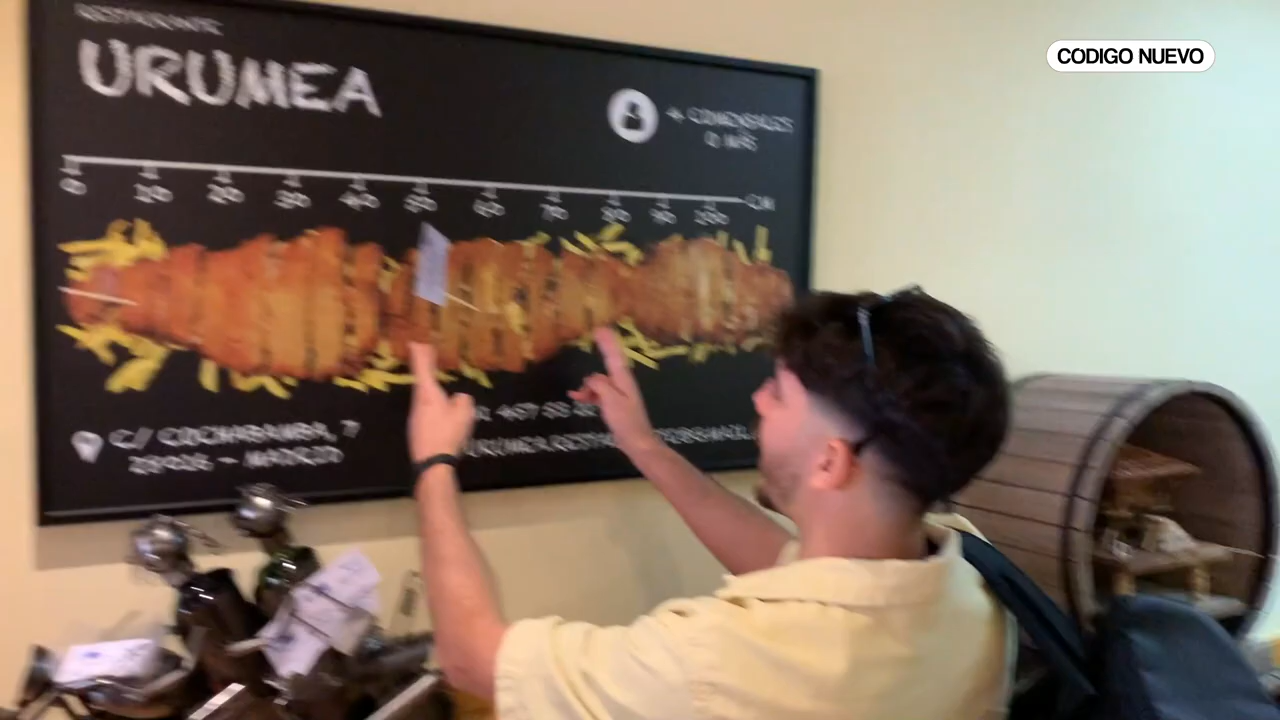 RESTAURANTE
URUMEA
CODIGO NUEVO
4 COMENSALES
O MÁS
0 10 20 30 40 50 60 70 80 90 100 CM
C/ COCHABAMBA, 7
28016 - MADRID